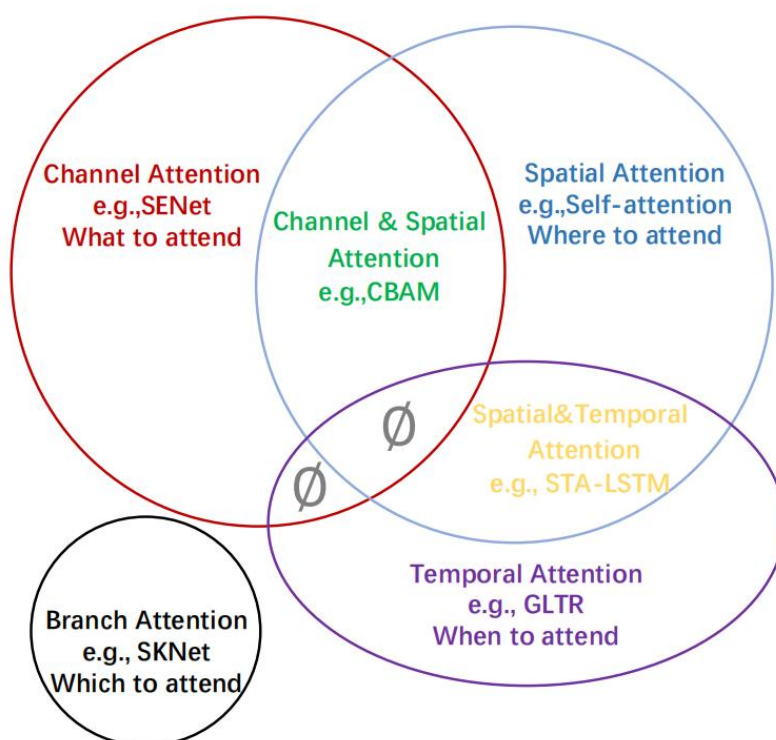 Channel Attention
e.g.,SENet
What to attend
Channel & Spatial
Attention
e.g.,CBAM
Spatial Attention
e.g.,Self-attention
Where to attend
Ø
Ø
Spatial&Temporal
Attention
e.g., STA-LSTM
Temporal Attention
e.g., GLTR
When to attend
Branch Attention
e.g., SKNet
Which to attend